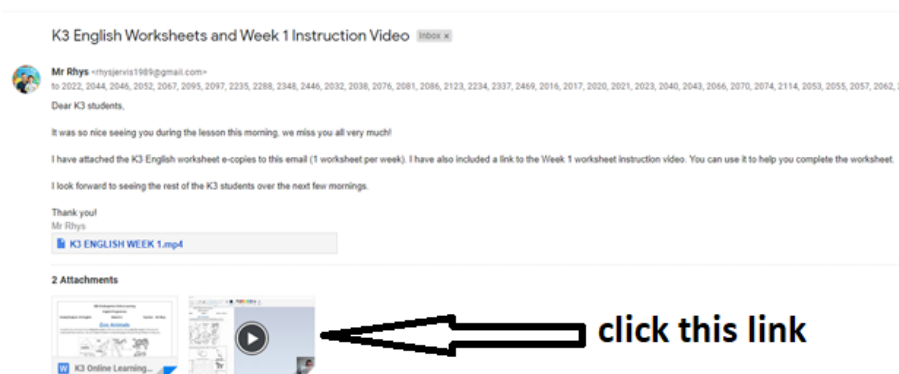 K3 English Worksheets and Week 1 Instruction Video Inbox x
Mr Rhys <rhysjervis1989@gmail.com>
to 2022, 2044, 2046, 2052, 2067, 2095, 2097, 2235, 2288, 2348, 2446, 2032, 2038, 2076, 2081, 2086, 2123, 2234, 2337, 2469, 2016, 2017, 2020, 2021, 2023, 2040, 2043, 2066, 2070, 2074, 2114, 2053, 2055, 2057, 2062,
Dear K3 students,
It was so nice seeing you during the lesson this morning, we miss you all very much!
I have attached the K3 English worksheet e-copies to this email (1 worksheet per week). I have also included a link to the Week 1 worksheet instruction video. You can use it to help you complete the worksheet.
I look forward to seeing the rest of the K3 students over the next few mornings.
Thank you!
Mr Rhys
K3 ENGLISH WEEK 1.mp4
2 Attachments
Zoo Animals
W K3 Online Learning...
click this link